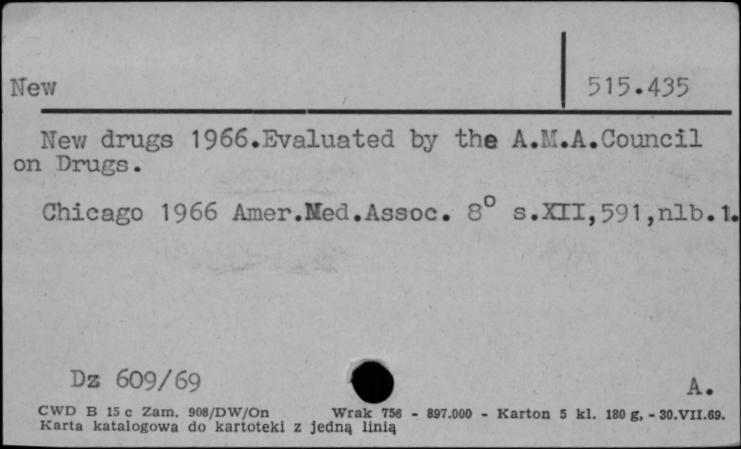 New 515.435
New drugs 1966.Evaluated by the A.M.A.Council
on Drugs.
Chicago 1966 Amer.Med.Assoc. 8° s.XII,591,nlb.1.
Dz 609/69 A.
CWD B 15 c Zam. 908/DW/On Wrak 756 - 897.000 - Karton 5 kl. 180 g, - 30.VII.69.
Karta katalogowa do kartoteki z jedną linią